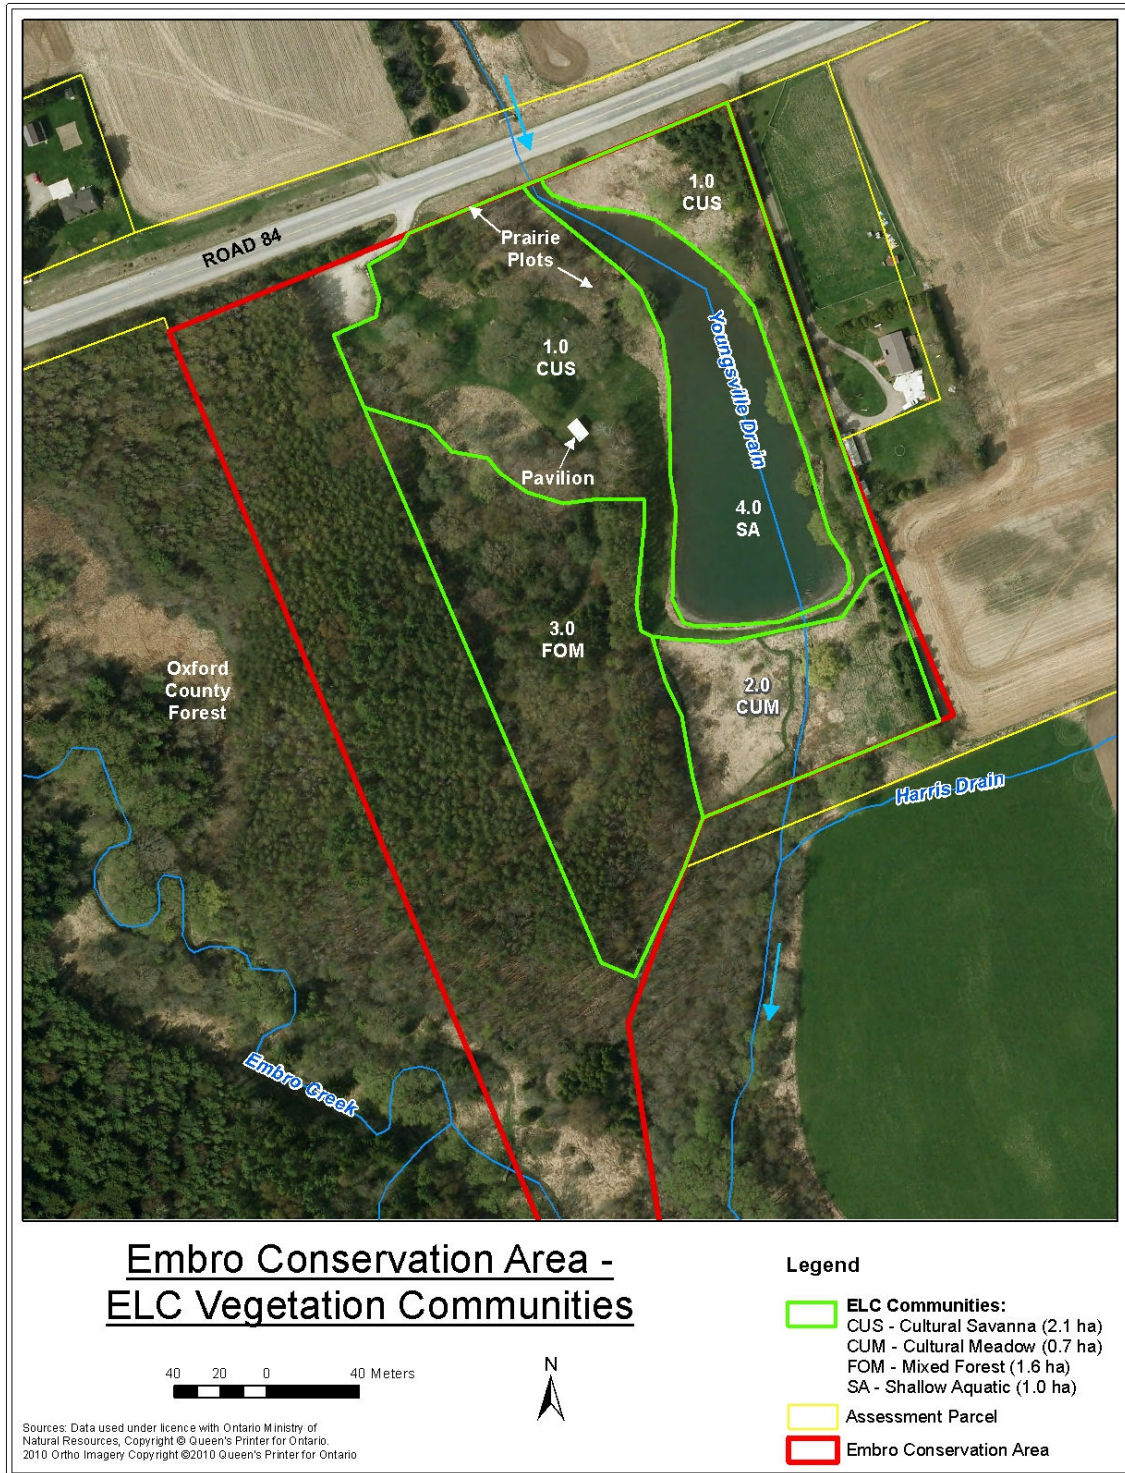 ROAD 84
1.0
CUS
Prairie
Plots
1.0
CUS
Youngsville Drain
Pavilion
4.0
SA
3.0
FOM
Oxford
County
Forest
2.0
CUM
Harris Drain
Embro Creek
Embro Conservation Area -
ELC Vegetation Communities
40 20 0 40 Meters
N
Sources: Data used under licence with Ontario Ministry of
Natural Resources, Copyright © Queen's Printer for Ontario.
2010 Ortho Imagery Copyright ©2010 Queen's Printer for Ontario
Legend
ELC Communities:
CUS - Cultural Savanna (2.1 ha)
CUM - Cultural Meadow (0.7 ha)
FOM - Mixed Forest (1.6 ha)
SA - Shallow Aquatic (1.0 ha)
Assessment Parcel
Embro Conservation Area